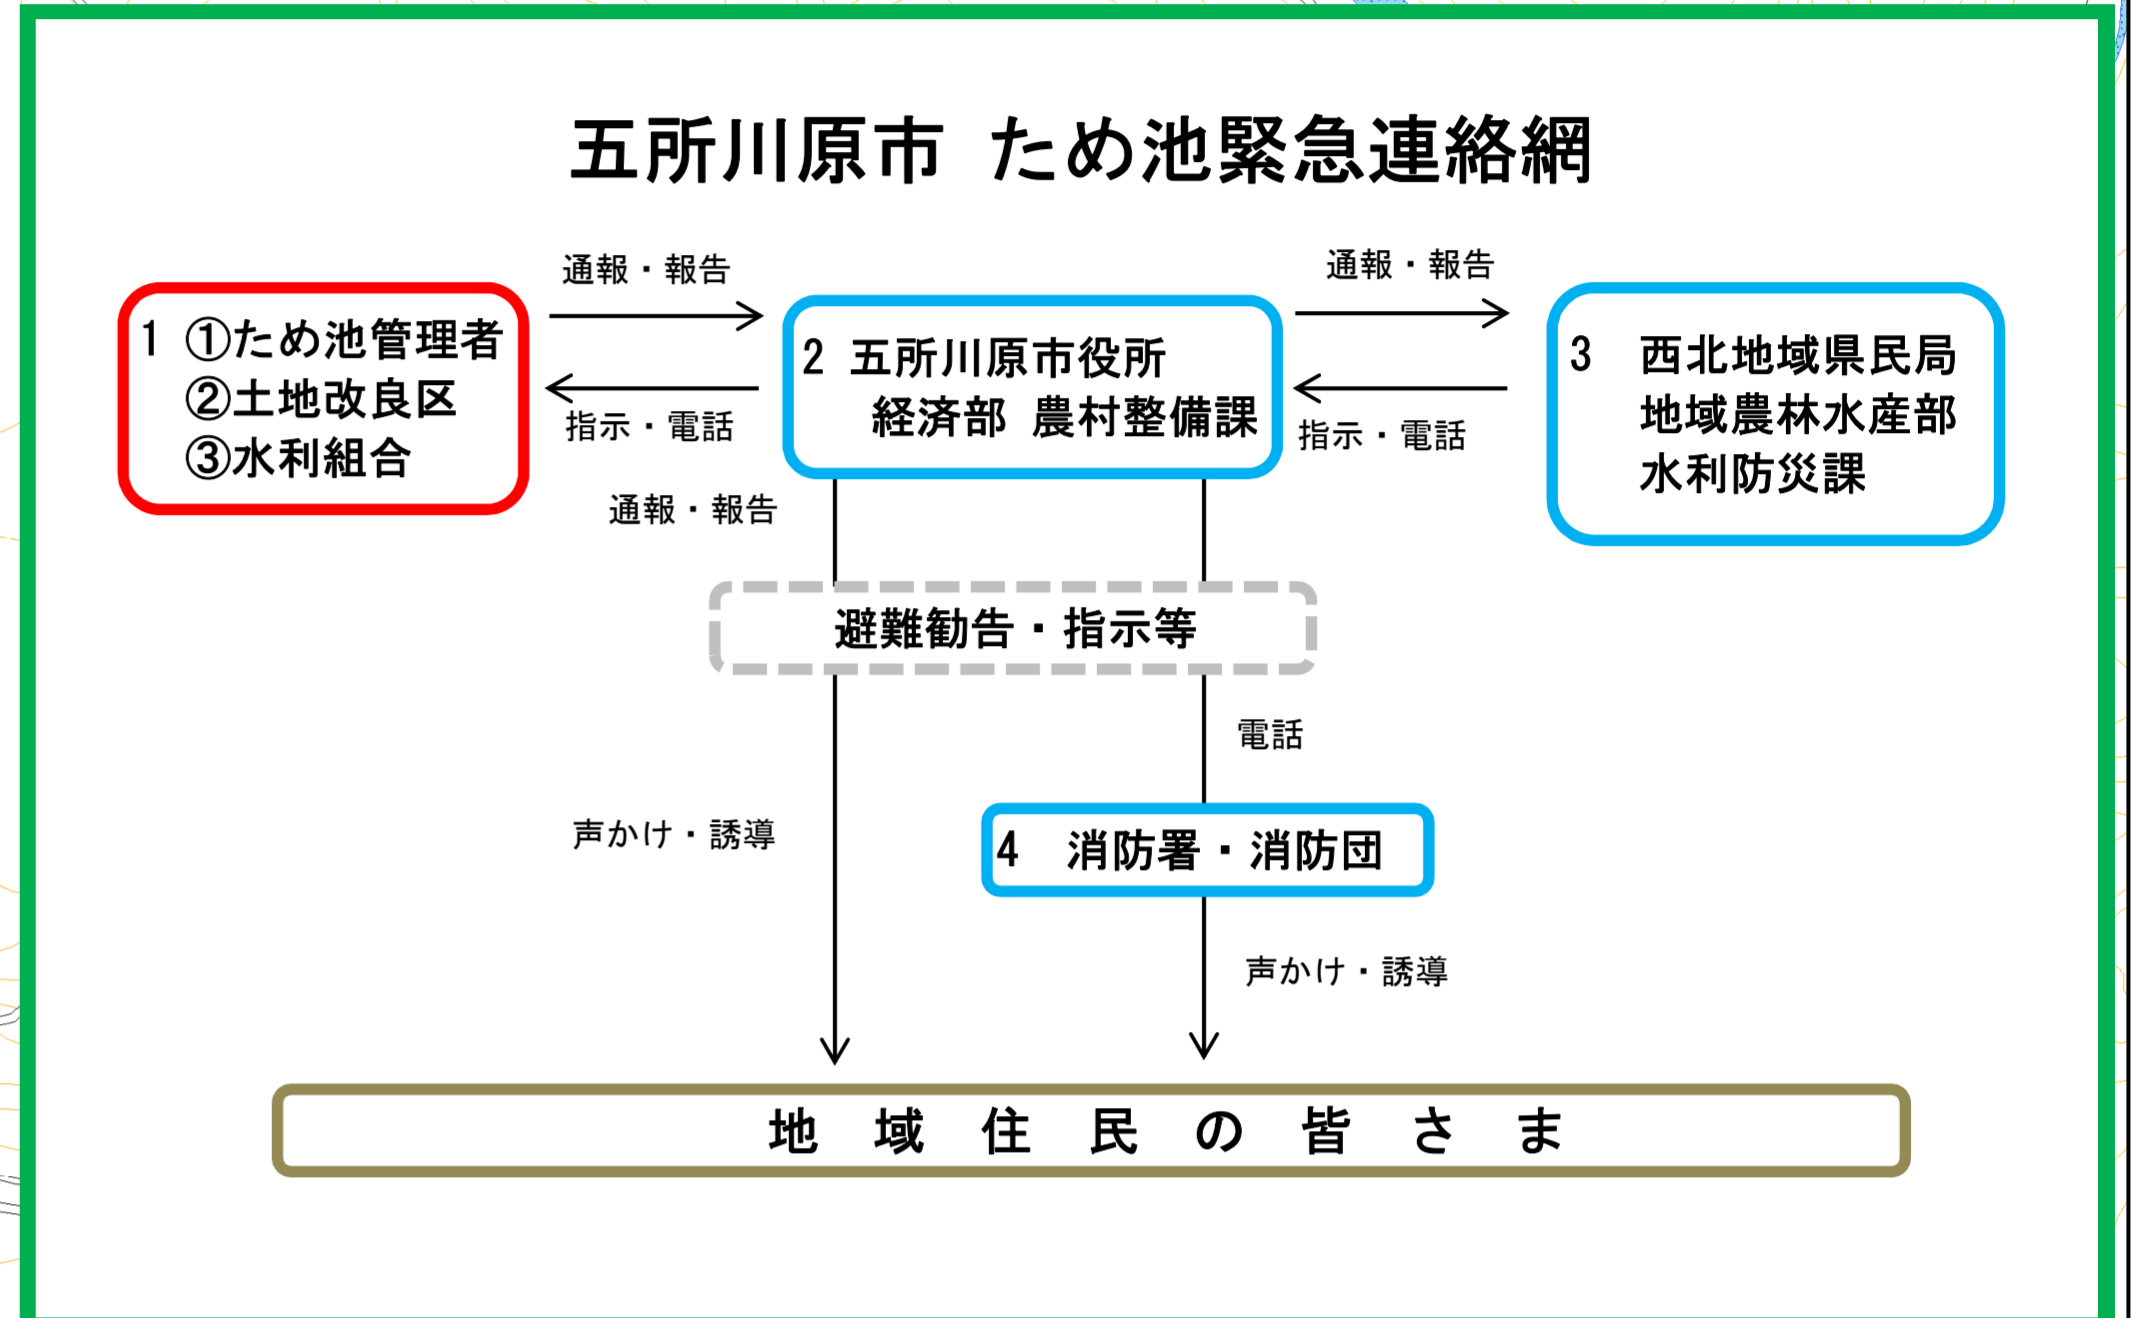 五所川原市 ため池緊急連絡網
通報・報告
通報・報告
1 ①ため池管理者
②土地改良区
③水利組合
2 五所川原市役所
経済部 農村整備課
3 西北地域県民局
地域農林水産部
水利防災課
指示・電話
指示・電話
通報・報告
避難勧告・指示等
電話
声かけ・誘導
4 消防署・消防団
声かけ・誘導
地域住民の皆さま